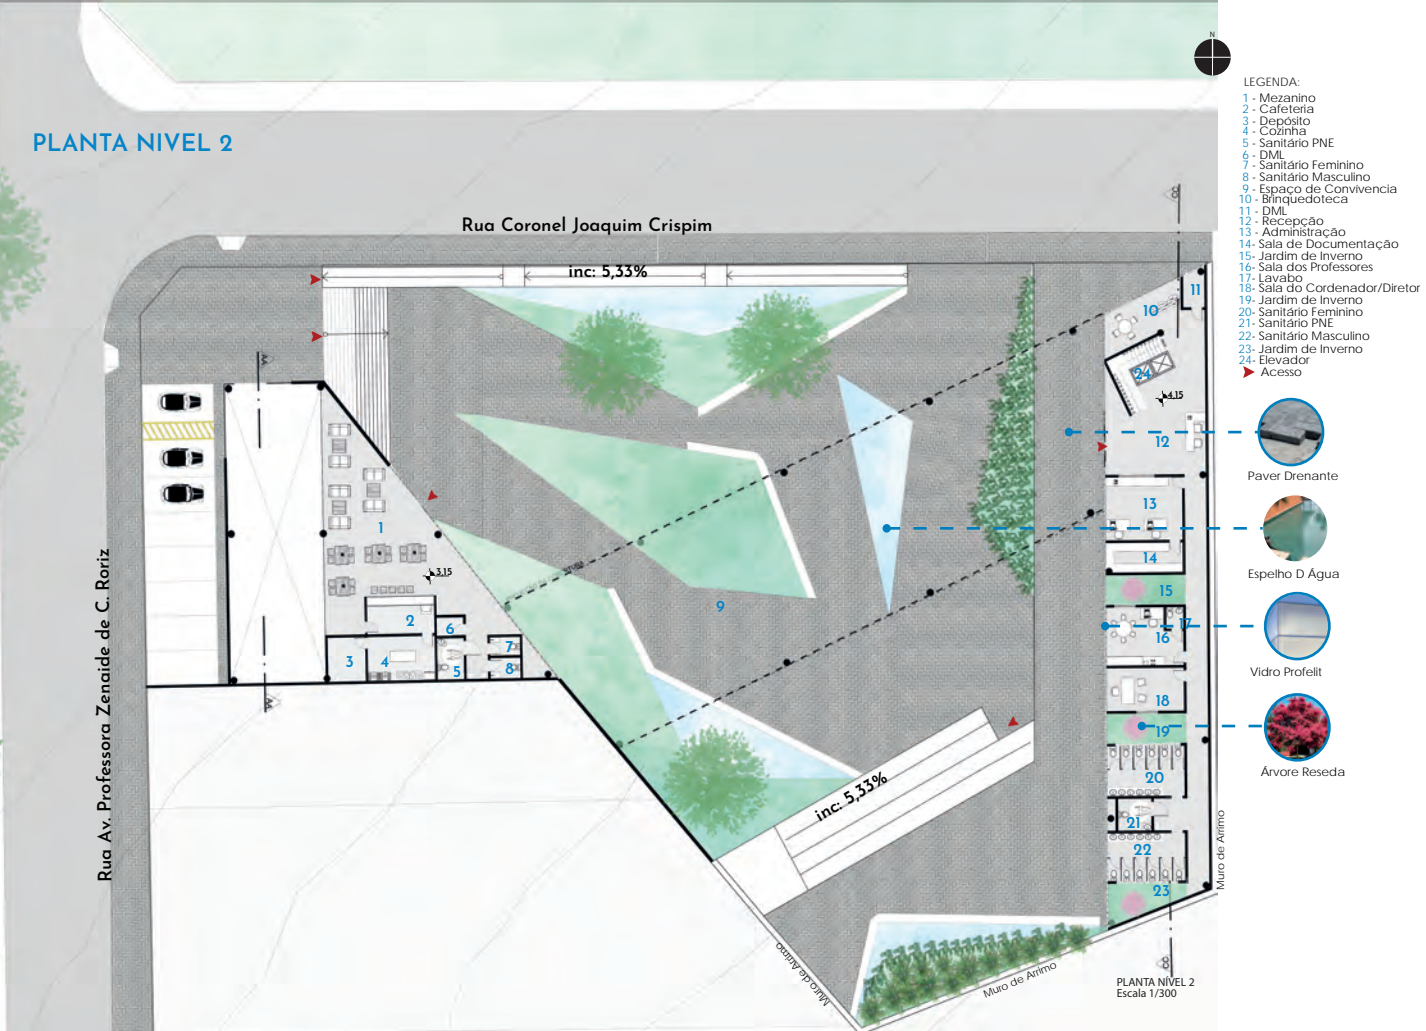 N
LEGENDA:
1 - Mezanino
2 - Cafeteria
3 - Depósito
4 - Cozinha
5 - Sanitário PNE
6 - DML
7 - Sanitário Feminino
8 - Sanitário Masculino
9 - Espaço de Convivencia
10 - Brinquedoteca
11 - DML
12 - Recepção
13 - Administração
14- Sala de Documentação
15- Jardim de Inverno
16- Sala dos Professores
17- Lavabo
18- Sala do Cordenador/Diretor
19- Jardim de Inverno
20- Sanitário Feminino
21- Sanitário PNE
22- Sanitário Masculino
23- Jardim de Inverno
24- Elevador
Acesso
PLANTA NIVEL 2
Rua Coronel Joaquim Crispim
inc: 5,33%
11
10
24
4,15
12
Paver Drenante
13
1
14
Espelho D Água
3,15
15
9
2
6
17
16
7
3
4
5
8
Vidro Profelit
18
19
Árvore Reseda
20
inc: 5,33%
21
22
23
Rua Av. Professora Zenaide de C. Roriz
Muro de Arrimo
Muro de Arrimo
Muro de Arrimo
PLANTA NÍVEL 2
Escala 1/300